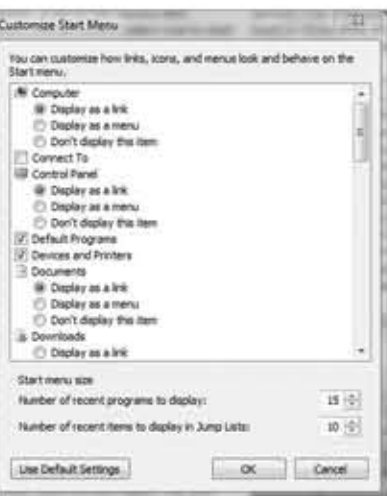 Customize Start Menu
You can customize how links, icons, and menus look and behave on the
Start menu.
Computer
Display as a link
Display as a menu
Don't display this item
Connect To
Control Panel
Display as a link
Display as a menu
Don't display this item
Default Programs
Devices and Printers
Documents
Display as a link
Display as a menu
Don't display this item
Downloads
Display as a link
Start menu size
Number of recent programs to display: 15
Number of recent items to display in Jump Lists: 10
Use Default Settings OK Cancel